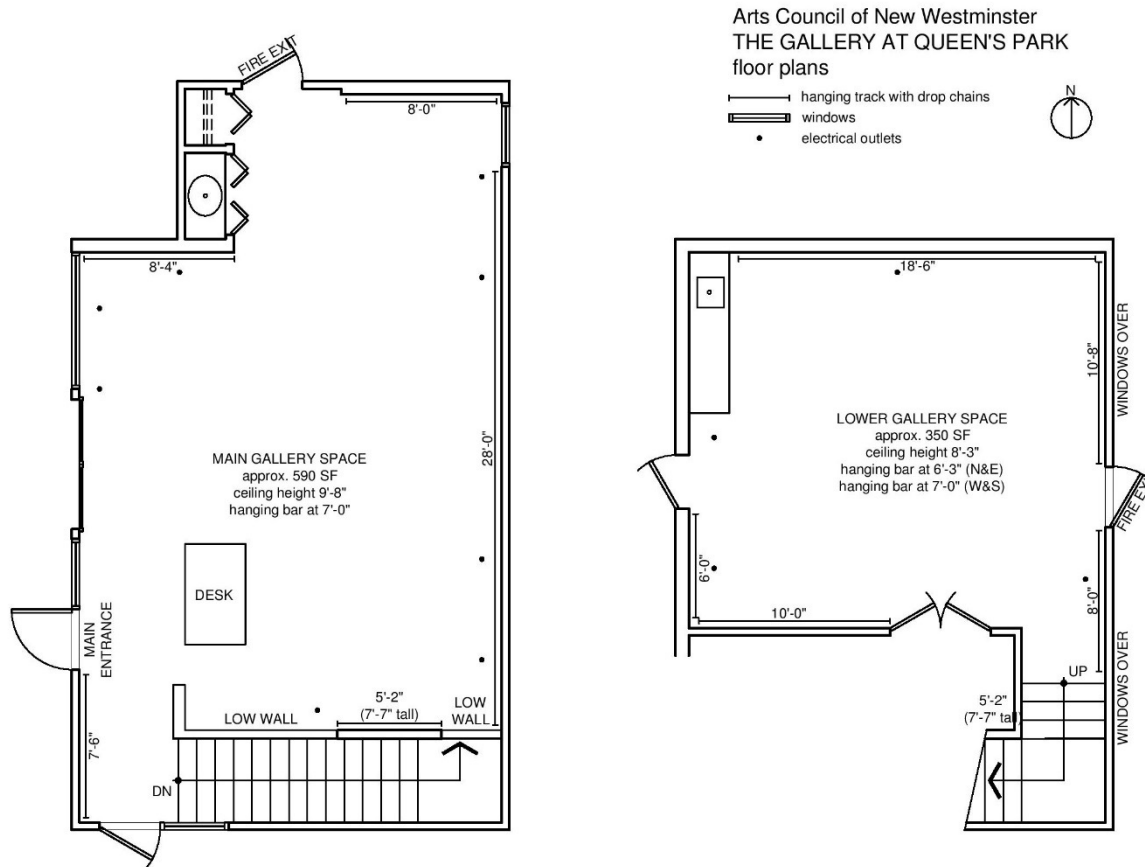 Arts Council of New Westminster
THE GALLERY AT QUEEN'S PARK
floor plans
hanging track with drop chains
windows
electrical outlets
N
FIRE EXIT
8'-0"
8'-4"
28'-0"
MAIN GALLERY SPACE
approx. 590 SF
ceiling height 9'-8"
hanging bar at 7'-0"
DESK
MAIN
ENTRANCE
7'-6"
LOW WALL
5'-2"
(7'-7" tall)
LOW
WALL
DN
18'-6"
10'-8"
WINDOWS OVER
LOWER GALLERY SPACE
approx. 350 SF
ceiling height 8'-3"
hanging bar at 6'-3" (N&E)
hanging bar at 7'-0" (W&S)
FIRE EXIT
6'-0"
10'-0"
8'-0"
UP
5'-2"
(7'-7" tall)
WINDOWS OVER